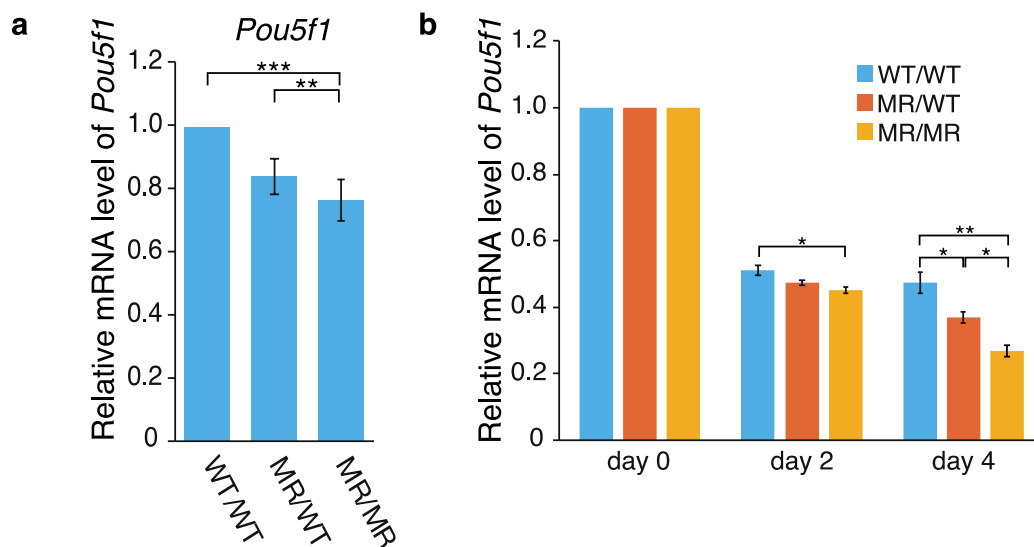 a
Pou5f1
Relative mRNA level of Pou5f1
1.2
1.0
0.8
0.6
0.4
0.2
0
***
**
WT/WT
MR/WT
MR/MR
b
Relative mRNA level of Pou5f1
1.2
1.0
0.8
0.6
0.4
0.2
0
WT/WT
MR/WT
MR/MR
*
**
* *
day 0 day 2 day 4